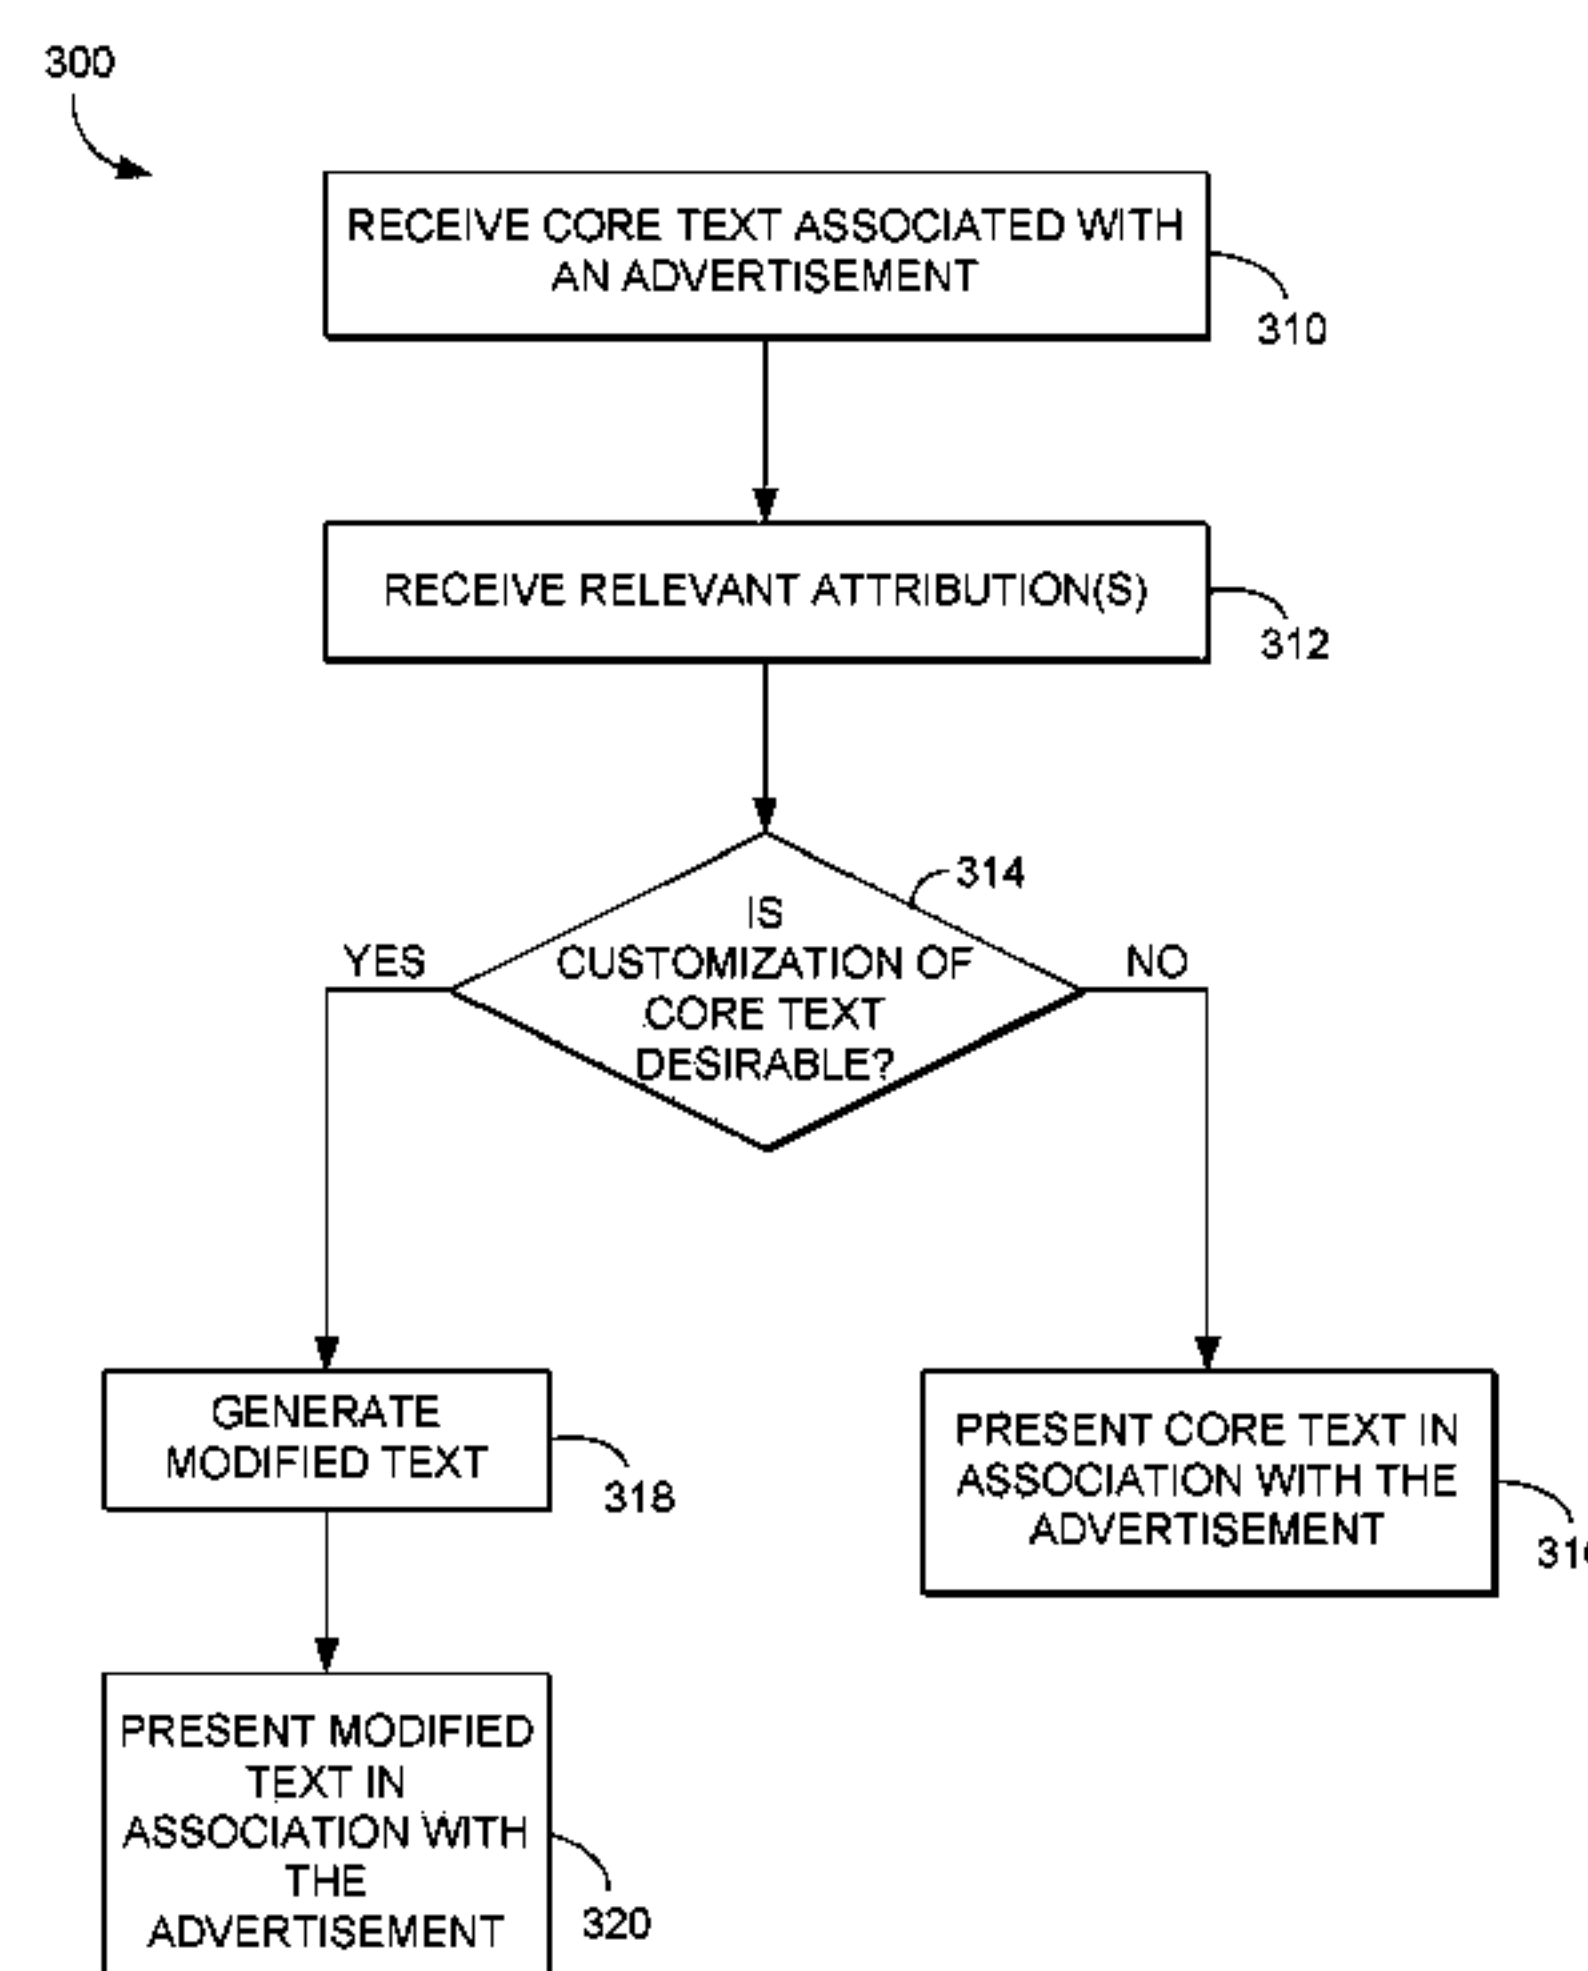 300
RECEIVE CORE TEXT ASSOCIATED WITH
AN ADVERTISEMENT
310
RECEIVE RELEVANT ATTRIBUTION(S)
312
314
IS
CUSTOMIZATION OF
CORE TEXT
DESIRABLE?
YES
NO
GENERATE
MODIFIED TEXT
318
PRESENT CORE TEXT IN
ASSOCIATION WITH THE
ADVERTISEMENT
PRESENT MODIFIED
TEXT IN
ASSOCIATION WITH
THE
ADVERTISEMENT
320